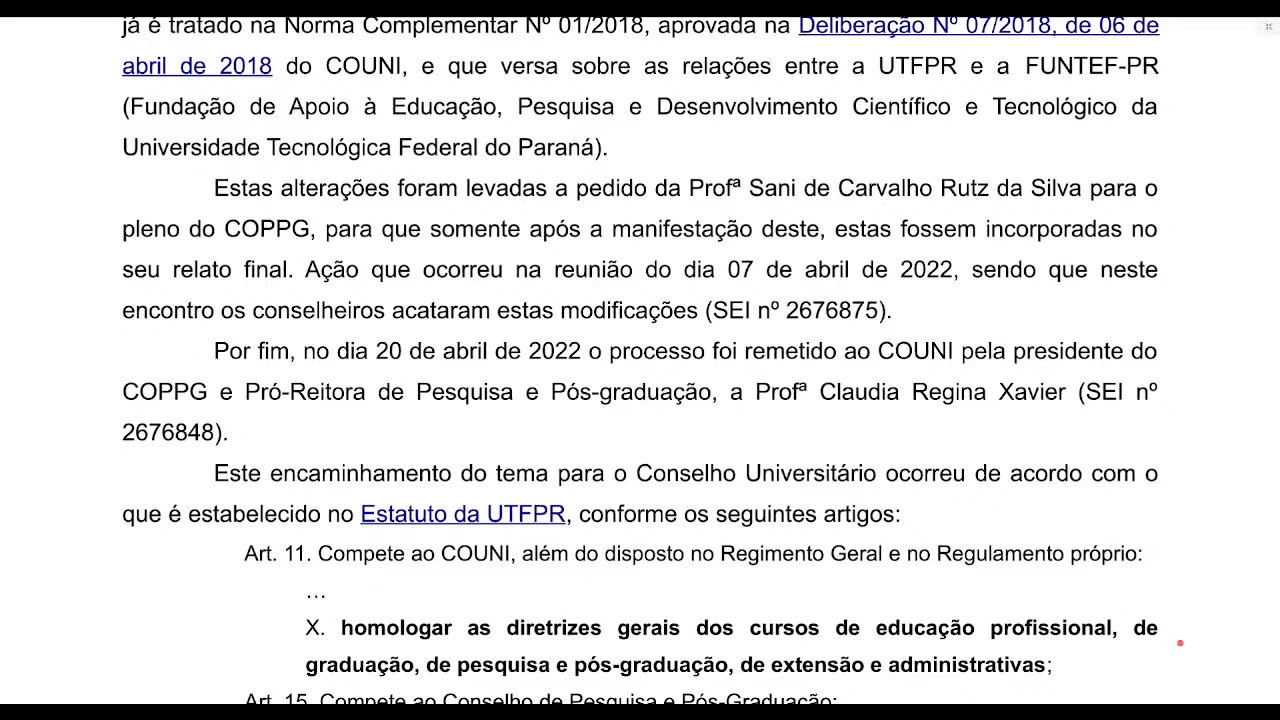 já é tratado na Norma Complementar Nº 01/2018, aprovada na Deliberação Nº 07/2018, de 06 de
abril de 2018 do COUNI, e que versa sobre as relações entre a UTFPR e a FUNTEF-PR
(Fundação de Apoio à Educação, Pesquisa e Desenvolvimento Científico e Tecnológico da
Universidade Tecnológica Federal do Paraná).
Estas alterações foram levadas a pedido da Profª Sani de Carvalho Rutz da Silva para o
pleno do COPPG, para que somente após a manifestação deste, estas fossem incorporadas no
seu relato final. Ação que ocorreu na reunião do dia 07 de abril de 2022, sendo que neste
encontro os conselheiros acataram estas modificações (SEI nº 2676875).
Por fim, no dia 20 de abril de 2022 o processo foi remetido ao COUNI pela presidente do
COPPG e Pró-Reitora de Pesquisa e Pós-graduação, a Profª Claudia Regina Xavier (SEI nº
2676848).
Este encaminhamento do tema para o Conselho Universitário ocorreu de acordo com o
que é estabelecido no Estatuto da UTFPR, conforme os seguintes artigos:
Art. 11. Compete ao COUNI, além do disposto no Regimento Geral e no Regulamento próprio:
…
X. homologar as diretrizes gerais dos cursos de educação profissional, de
graduação, de pesquisa e pós-graduação, de extensão e administrativas;
Art. 15. Compete ao Conselho de Pesquisa e Pós-Graduação: